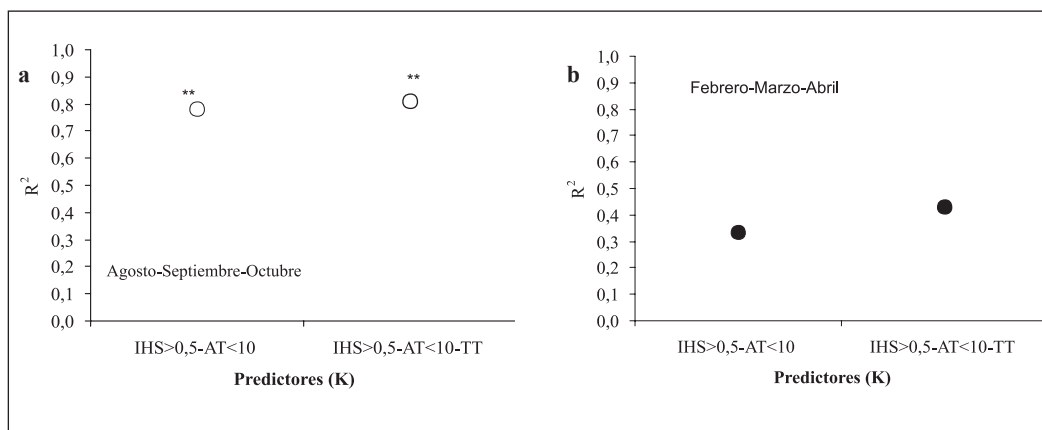 a
R²
1,0
0,9
0,8
0,7
0,6
0,5
0,4
0,3
0,2
0,1
0,0
**
**
Agosto-Septiembre-Octubre
IHS>0,5-AT<10
IHS>0,5-AT<10-TT
Predictores (K)
b
R²
1,0
0,9
0,8
0,7
0,6
0,5
0,4
0,3
0,2
0,1
0,0
Febrero-Marzo-Abril
IHS>0,5-AT<10
IHS>0,5-AT<10-TT
Predictores (K)